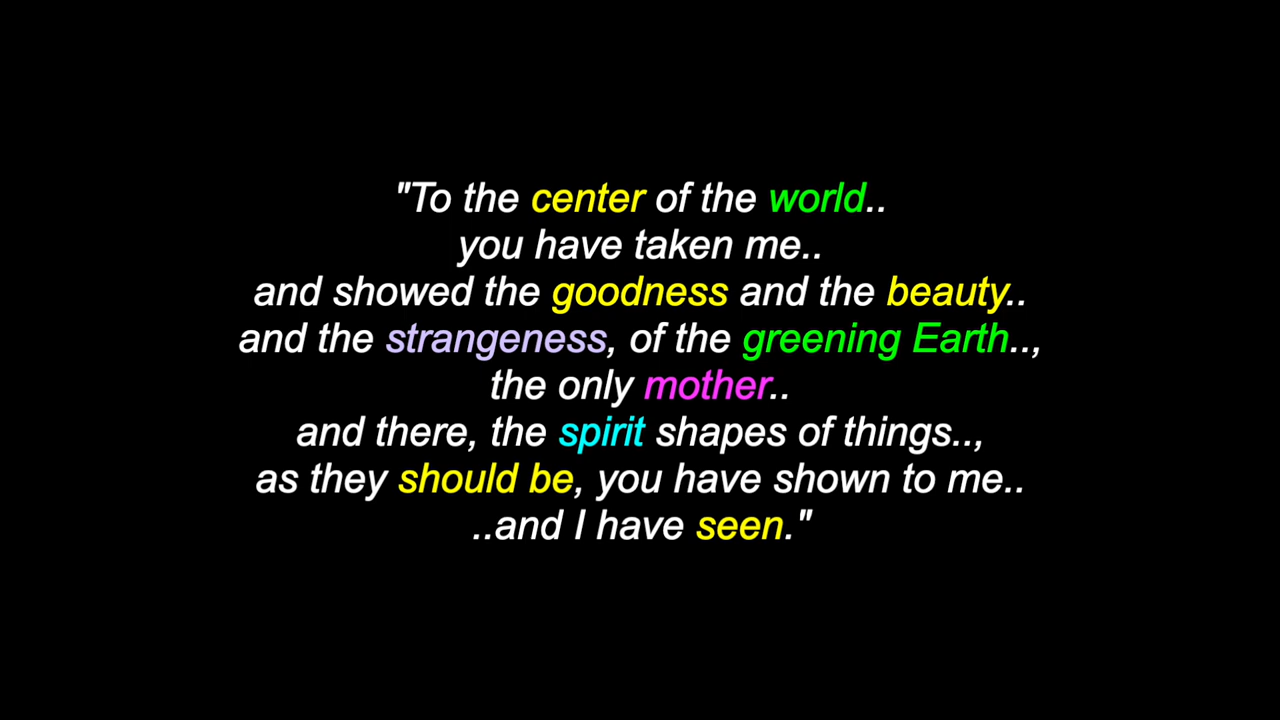 "To the center of the world..
you have taken me..
and showed the goodness and the beauty..
and the strangeness, of the greening Earth..,
the only mother..
and there, the spirit shapes of things..,
as they should be, you have shown to me..
..and I have seen."